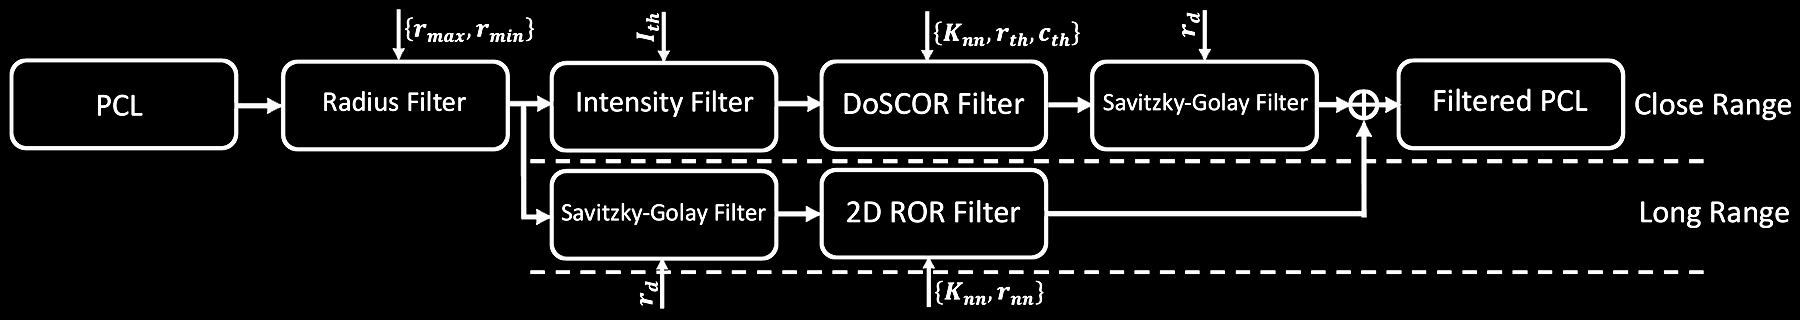 {r_max, r_min}
I_th
{K_nn, r_th, c_th}
r_d
PCL
Radius Filter
Intensity Filter
DoSCOR Filter
Savitzky-Golay Filter
Filtered PCL
Close Range
Savitzky-Golay Filter
2D ROR Filter
Long Range
r_d
{K_nn, r_nn}